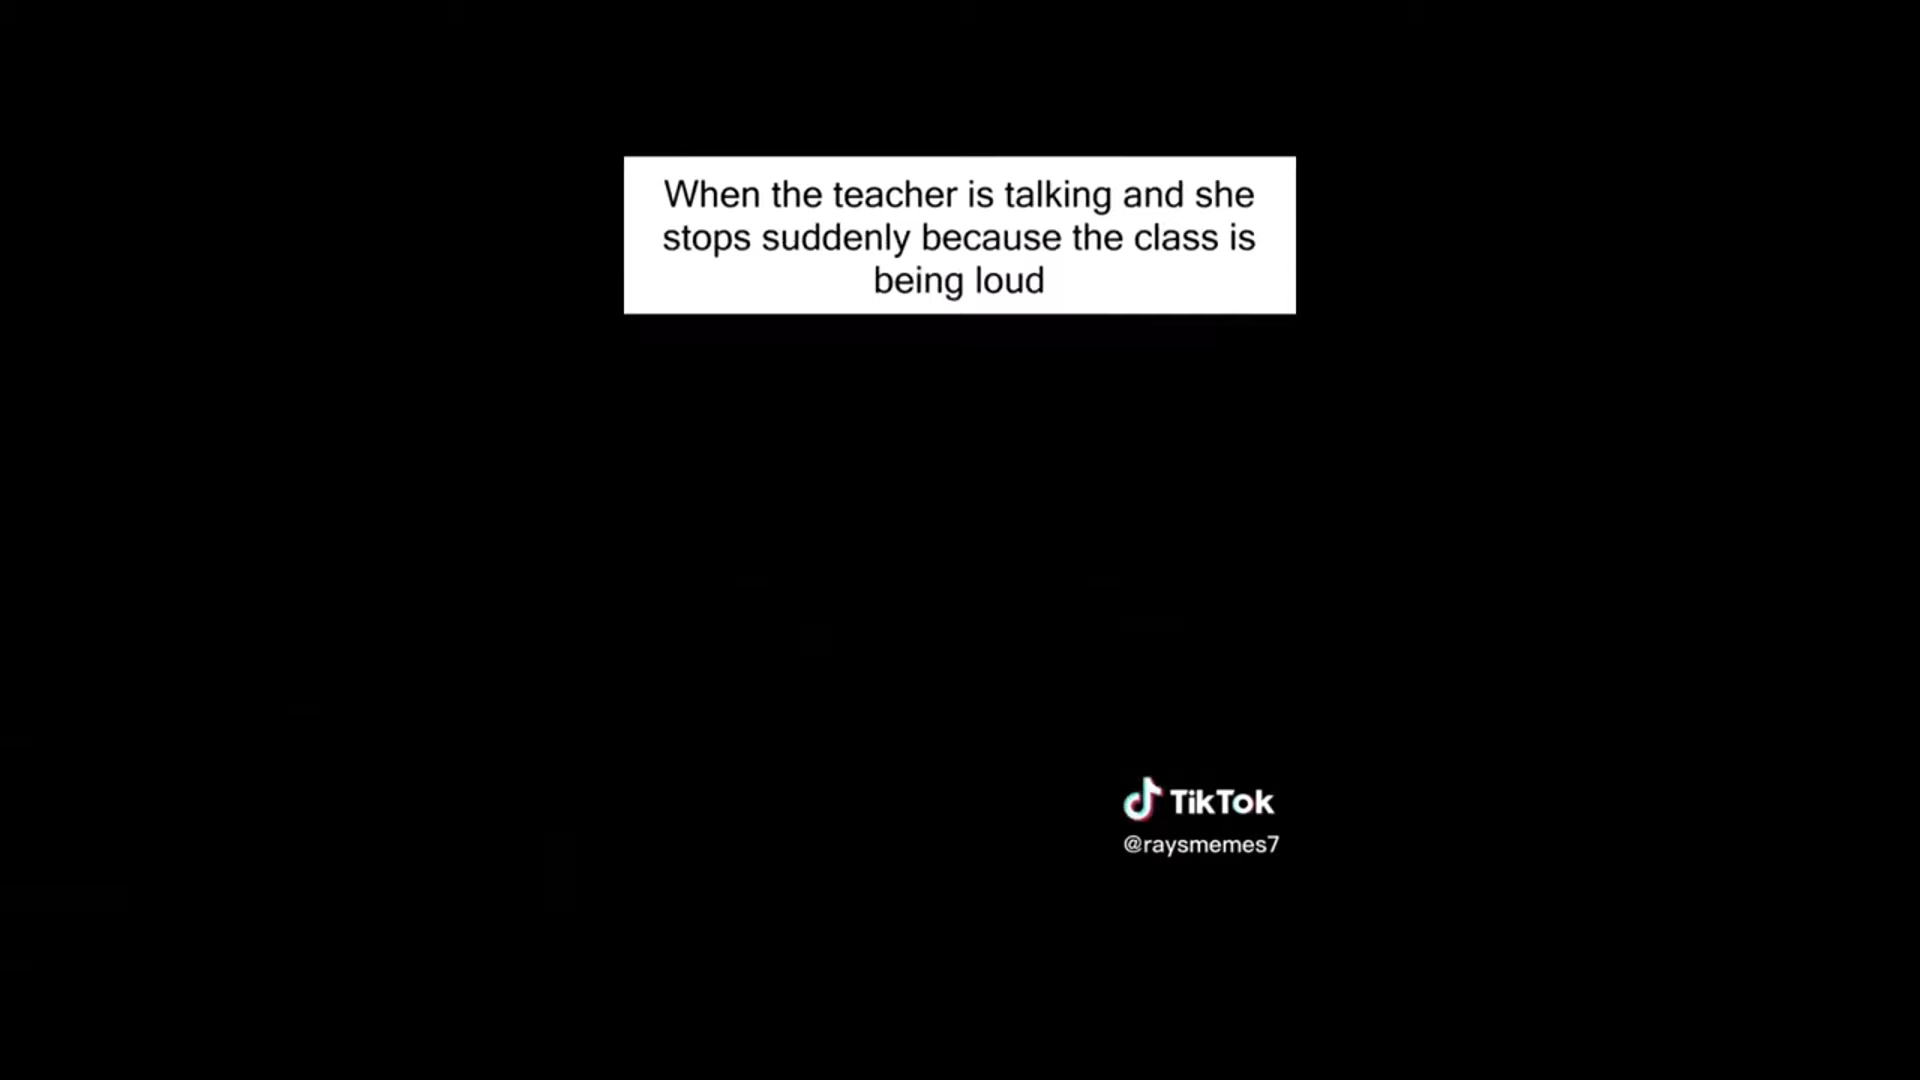 When the teacher is talking and she
stops suddenly because the class is
being loud
TikTok
@raysmemes7